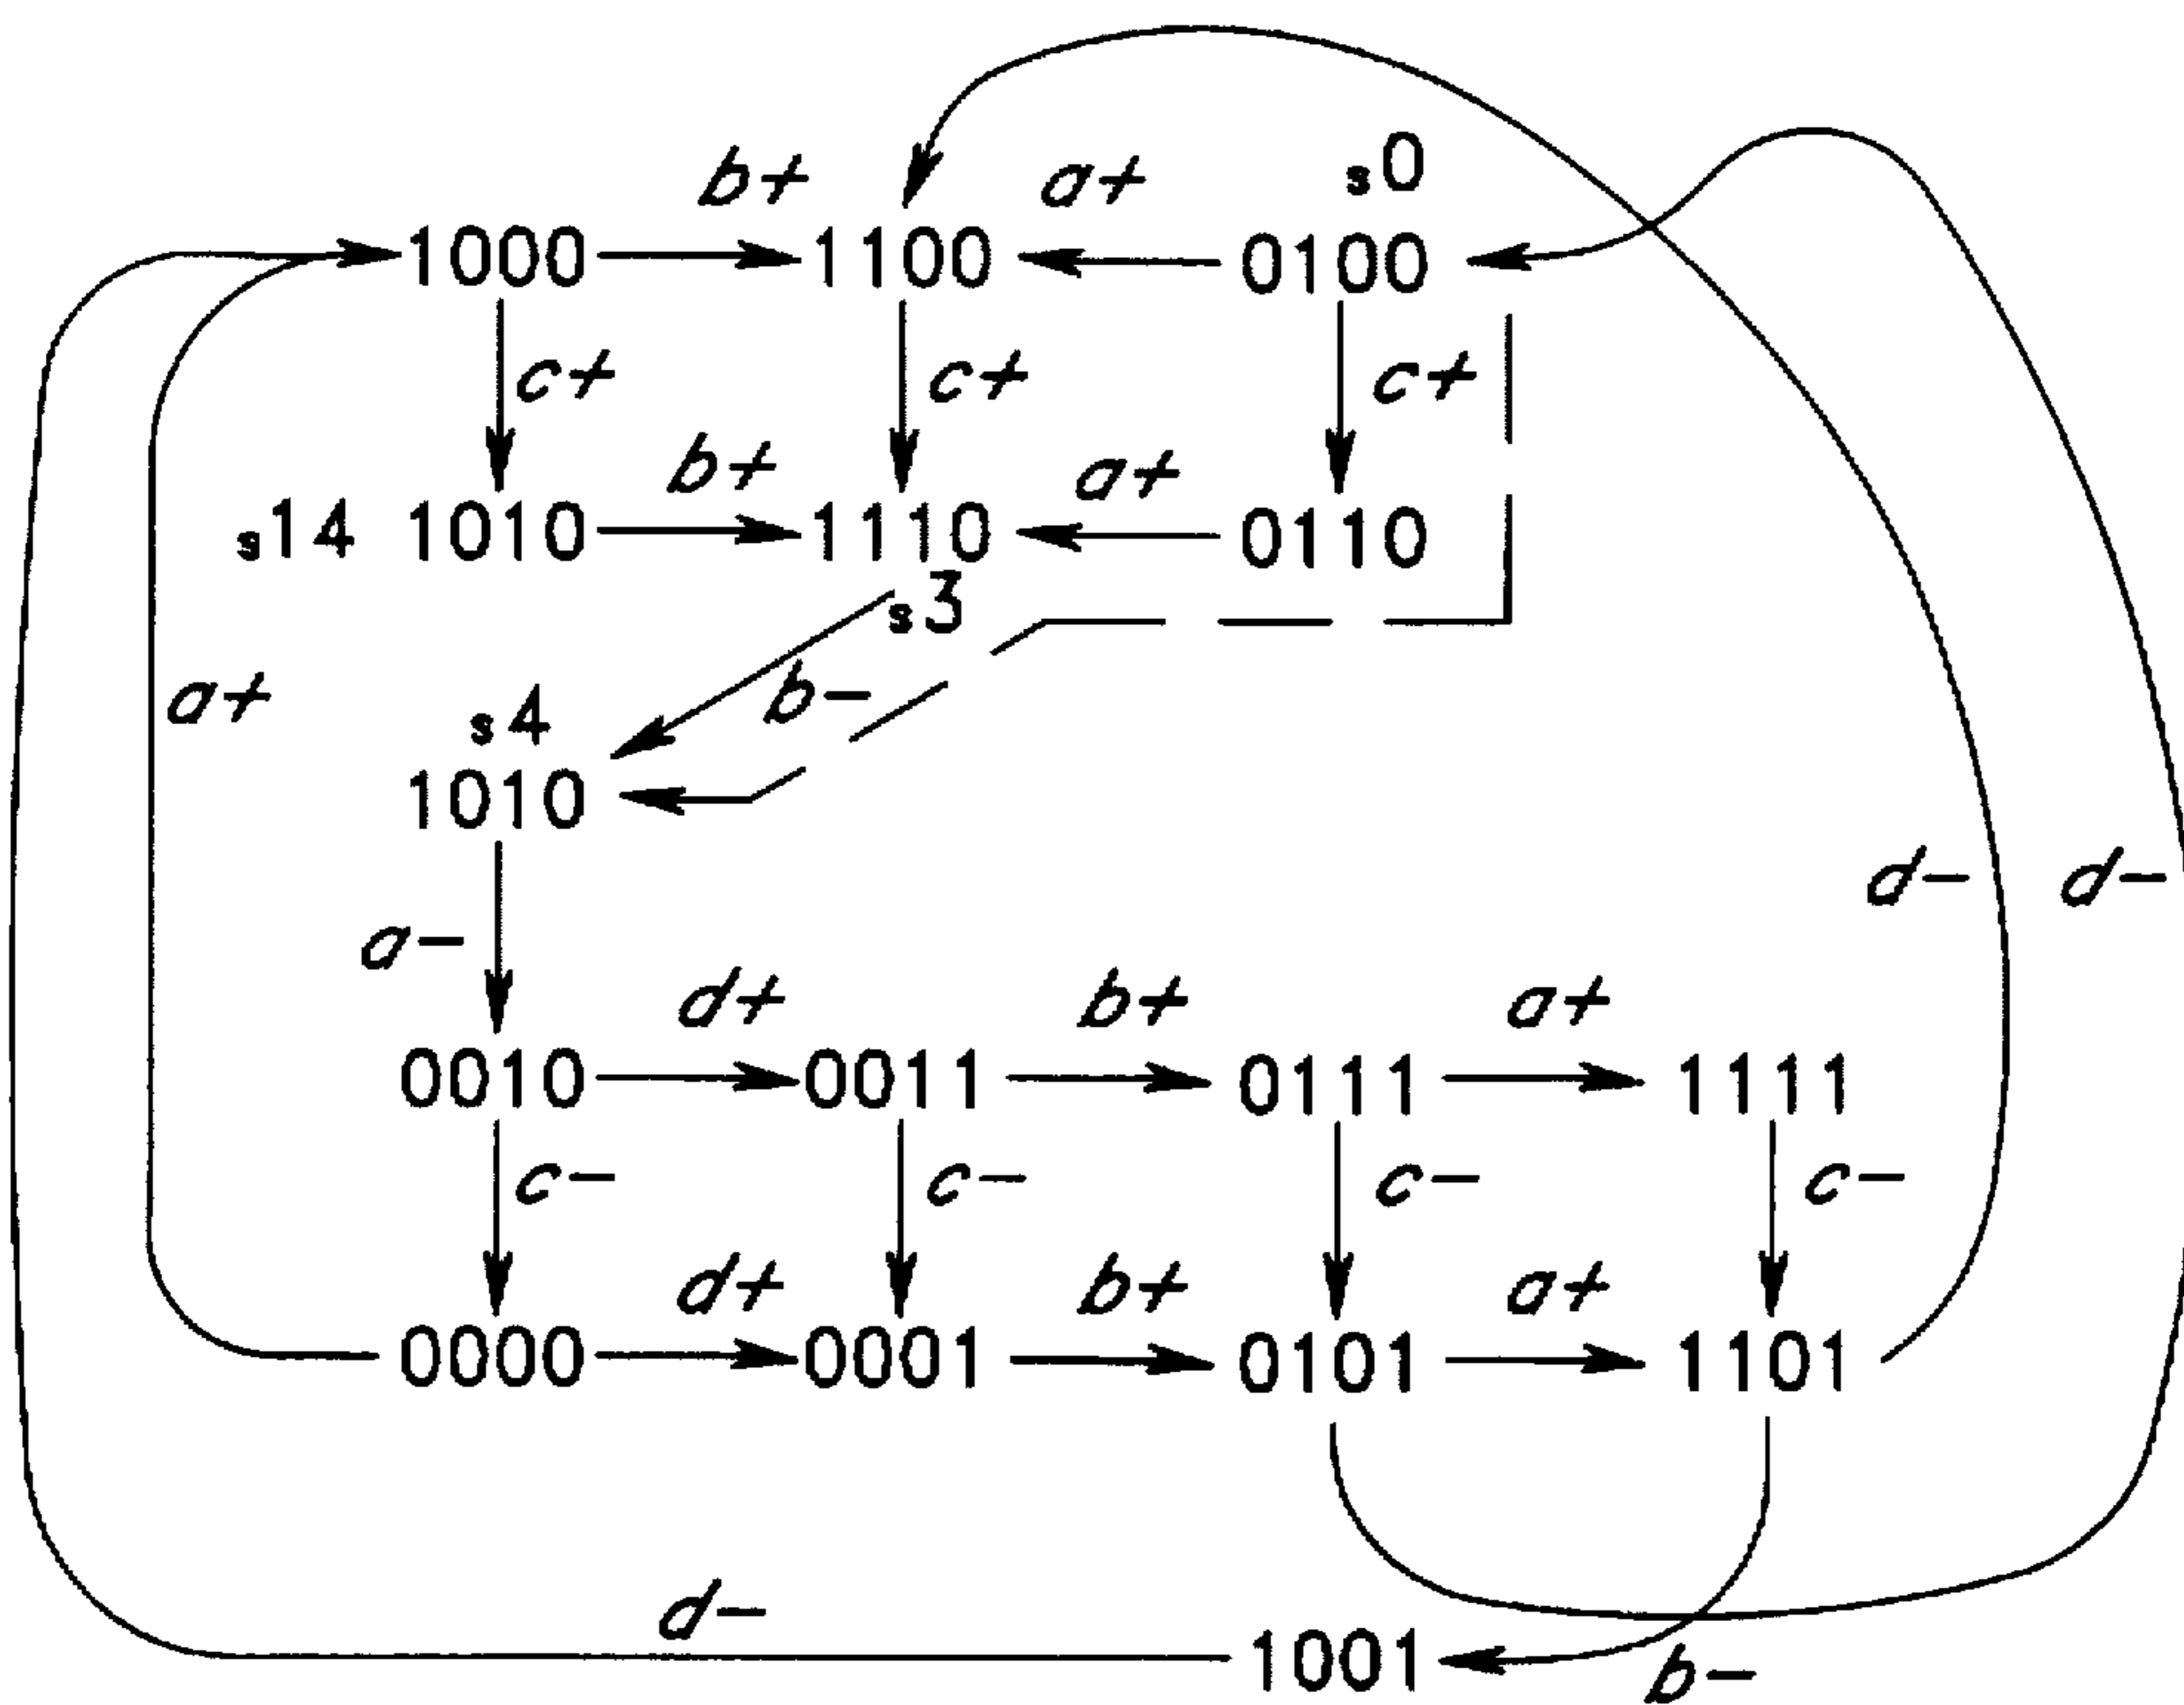 b+ a+ s0
1000 1100 0100
c+ c+ c+
b+ a+
s14 1010 1110 0110
s3
a+ b- s4
1010
d- d-
a-
d+ b+ a+
0010 0011 0111 1111
c- c- c- c-
d+ b+ a+
0000 0001 0101 1101
d-
1001 b-